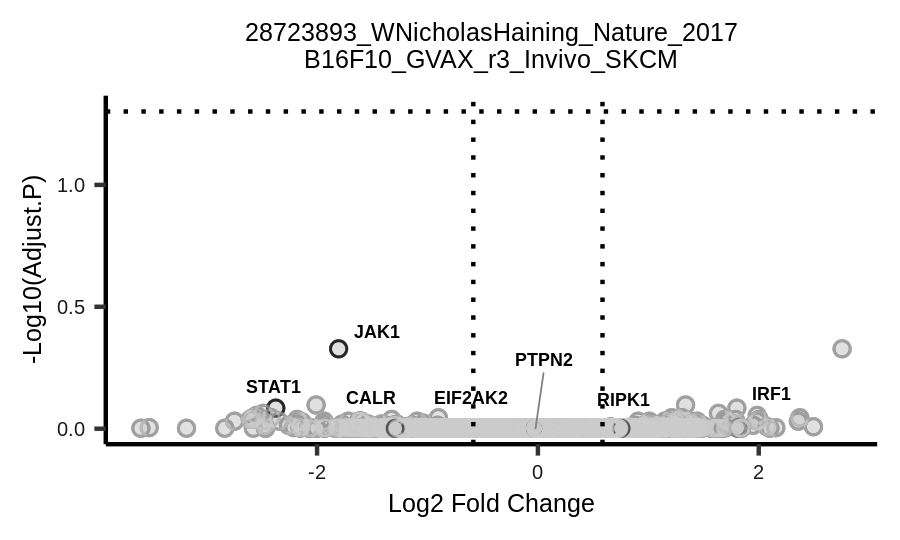 28723893_WNicholasHaining_Nature_2017
B16F10_GVAX_r3_Invivo_SKCM
-Log10(Adjust.P)
1.0
0.5
0.0
JAK1
PTPN2
STAT1
CALR
EIF2AK2
RIPK1
IRF1
-2
0
2
Log2 Fold Change